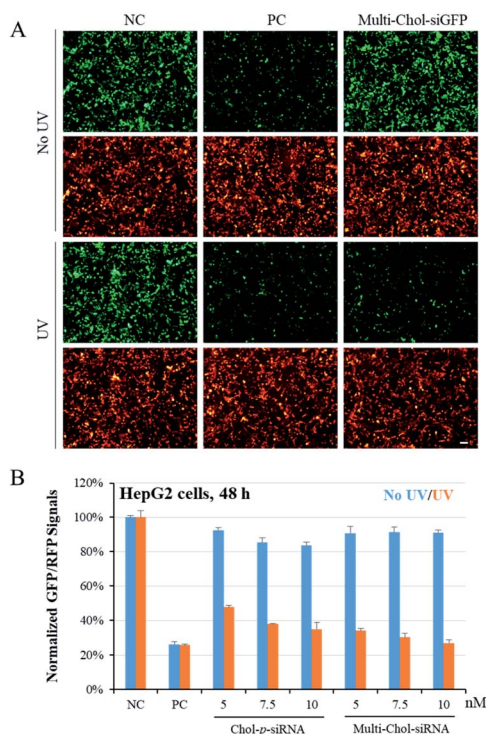 A
NC PC Multi-Chol-siGFP
No UV
UV
B
HepG2 cells, 48 h
No UV/UV
Normalized GFP/RFP Signals
120%
100%
80%
60%
40%
20%
0%
NC PC 5 7.5 10 5 7.5 10 nM
Chol-p-siRNA Multi-Chol-siRNA